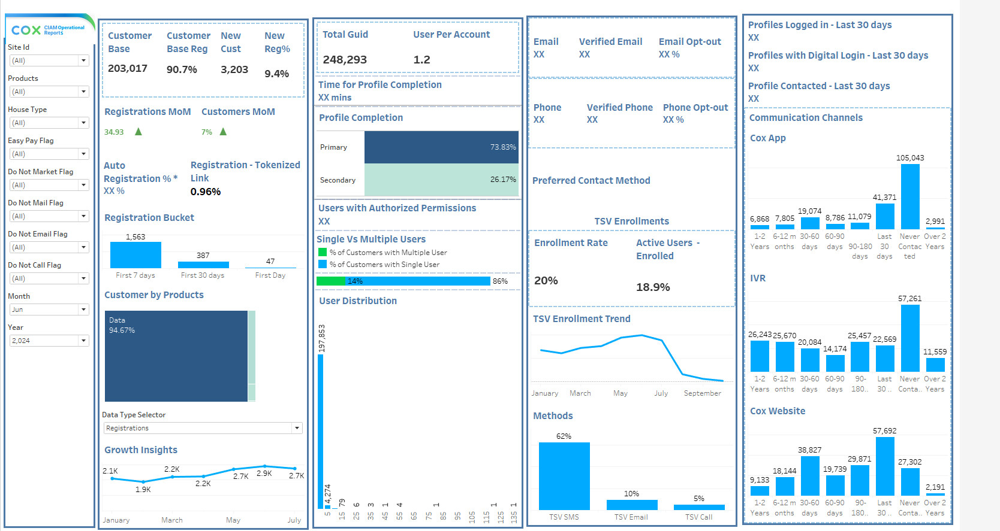 COX CIAM Operational
Reports
Site Id
(All)
Products
(All)
House Type
(All)
Easy Pay Flag
(All)
Do Not Market Flag
(All)
Do Not Mail Flag
(All)
Do Not Email Flag
(All)
Do Not Call Flag
(All)
Month
Jun
Year
2,024
Customer Customer New New
Base Base Reg Cust Reg%
203,017 90.7% 3,203 9.4%
Registrations MoM Customers MoM
34.93 ▲ 7% ▲
Auto Registration - Tokenized
Registration % * Link
XX % 0.96%
Registration Bucket
1,563 387 47
First 7 days First 30 days First Day
Customer by Products
Data
94.67%
Data Type Selector
Registrations
Growth Insights
2.1K 1.9K 2.2K 2.2K 2.7K 2.9K 2.7K
January March May July
Total Guid User Per Account
248,293 1.2
Time for Profile Completion
XX mins
Profile Completion
Primary 73.83%
Secondary 26.17%
Users with Authorized Permissions
XX
Single Vs Multiple Users
% of Customers with Multiple User
% of Customers with Single User
14% 86%
User Distribution
197,853 4,274 79 6 3 1 4 1 1 1
5 15 25 35 45 55 65 75 85 95 105 115 125 135
Email Verified Email Email Opt-out
XX XX XX %
Phone Verified Phone Phone Opt-out
XX XX XX %
Preferred Contact Method
TSV Enrollments
Enrollment Rate Active Users -
Enrolled
20% 18.9%
TSV Enrollment Trend
January March May July September
Methods
62% 10% 5%
TSV SMS TSV Email TSV Call
Profiles Logged in - Last 30 days
XX
Profiles with Digital Login - Last 30 days
XX
Profile Contacted - Last 30 days
XX
Communication Channels
Cox App
6,868 7,805 19,074 8,786 11,079 41,371 105,043 2,991
1-2 6-12 m 30-60 60-90 Last Never Over 2
Years onths days days 90-180 30 Contac Years
days days ted
IVR
26,243 25,670 20,084 14,174 25,457 22,569 57,261 11,559
1-2 6-12 m 30-60 60-90 90- Last Never Over 2
Years onths days days 180.. 30 .. Conta.. Years
Cox Website
9,133 18,144 38,827 19,739 29,871 57,692 27,302 2,191
1-2 6-12 m 30-60 60-90 90- Last Never Over 2
Years onths days days 180.. 30 .. Conta.. Years